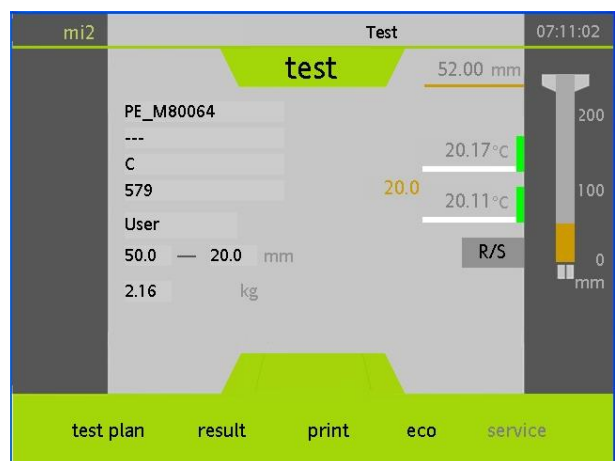 mi2 Test 07:11:02
test 52.00 mm
PE_M80064 200
---
C 20.17°C
579 20.0 20.11°C 100
User
50.0 — 20.0 mm R/S 0
2.16 kg mm
test plan result print eco service